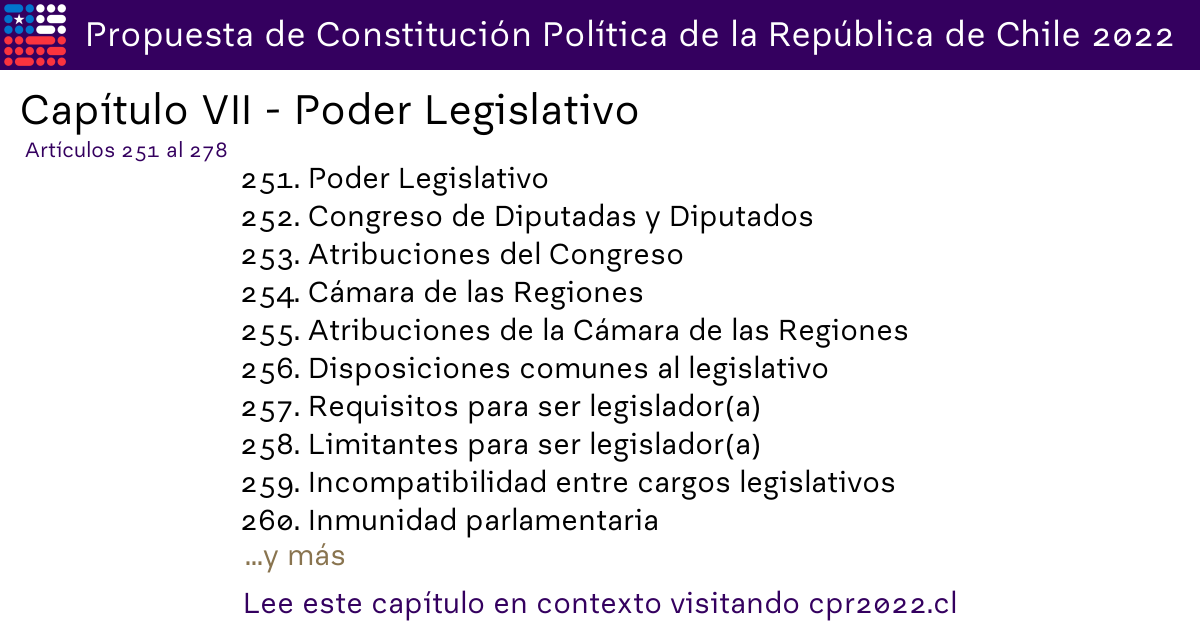 Propuesta de Constitución Política de la República de Chile 2022
Capítulo VII - Poder Legislativo
Artículos 251 al 278
251. Poder Legislativo
252. Congreso de Diputadas y Diputados
253. Atribuciones del Congreso
254. Cámara de las Regiones
255. Atribuciones de la Cámara de las Regiones
256. Disposiciones comunes al legislativo
257. Requisitos para ser legislador(a)
258. Limitantes para ser legislador(a)
259. Incompatibilidad entre cargos legislativos
260. Inmunidad parlamentaria
...y más
Lee este capítulo en contexto visitando cpr2022.cl